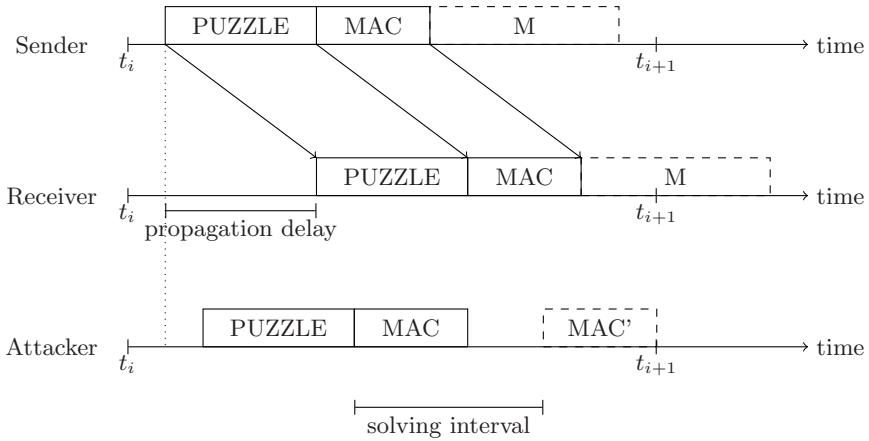 PUZZLE MAC M
Sender time
t_i t_{i+1}
PUZZLE MAC M
Receiver time
t_i t_{i+1}
propagation delay
PUZZLE MAC MAC'
Attacker time
t_i t_{i+1}
solving interval